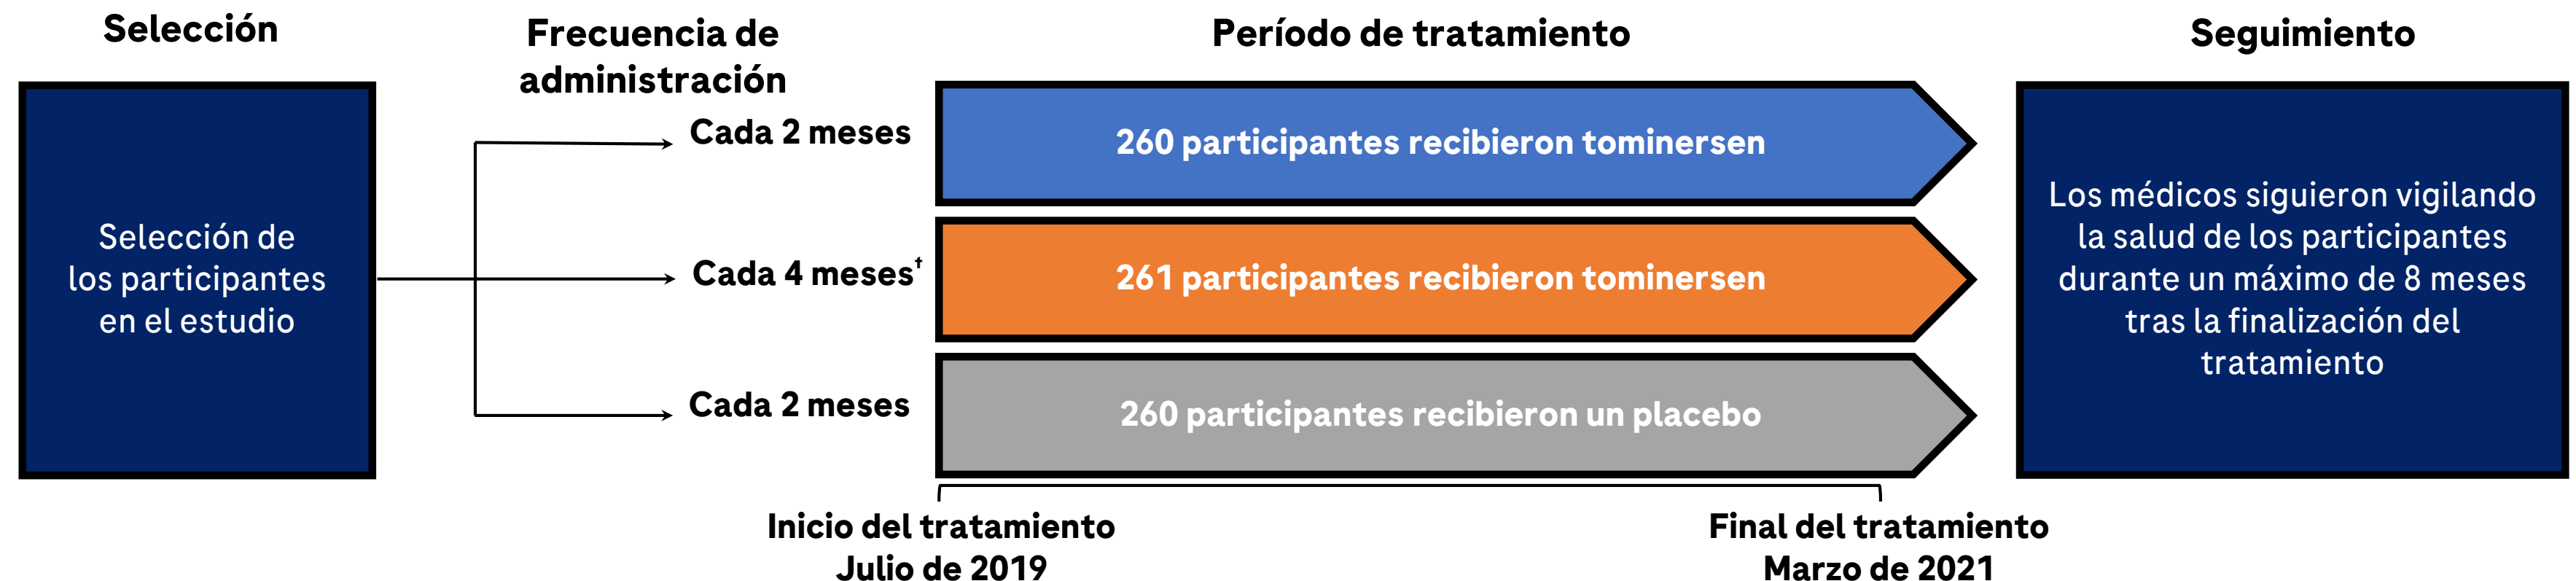 Selección
Frecuencia de
administración
Período de tratamiento
Seguimiento
Selección de
los participantes
en el estudio
Cada 2 meses
260 participantes recibieron tominersen
Cada 4 meses†
261 participantes recibieron tominersen
Cada 2 meses
260 participantes recibieron un placebo
Los médicos siguieron vigilando
la salud de los participantes
durante un máximo de 8 meses
tras la finalización del
tratamiento
Inicio del tratamiento
Julio de 2019
Final del tratamiento
Marzo de 2021